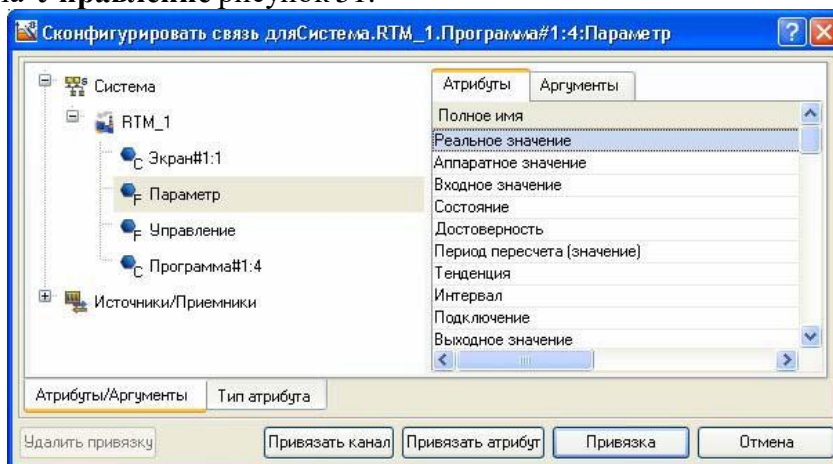 Управление рисунок 31.
Сконфигурировать связь дляСистема.RTM_1.Программа#1:4:Параметр
Система
RTM_1
Экран#1:1
Параметр
Управление
Программа#1:4
Источники/Приемники
Атрибуты Аргументы
Полное имя
Реальное значение
Аппаратное значение
Входное значение
Состояние
Достоверность
Период пересчета (значение)
Тенденция
Интервал
Подключение
Выходное значение
Атрибуты/Аргументы Тип атрибута
Удалить привязку Привязать канал Привязать атрибут Привязка Отмена